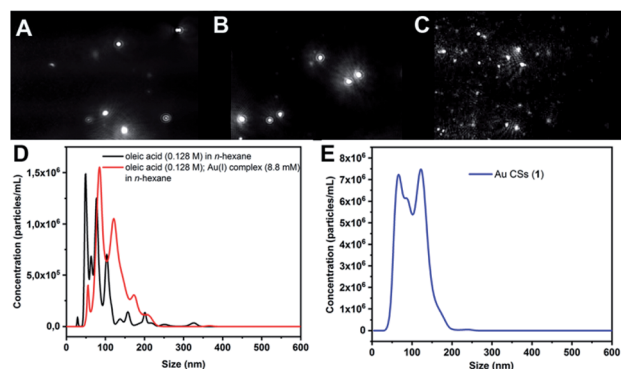 A
B
C
D
oleic acid (0.128 M) in n-hexane
oleic acid (0.128 M); Au(I) complex (8.8 mM)
in n-hexane
Concentration (particles/mL)
1,5x10⁶
1,0x10⁶
5,0x10⁵
0,0
0 100 200 300 400 500 600
Size (nm)
E
Au CSs (1)
Concentration (particles/mL)
8x10⁶
7x10⁶
6x10⁶
5x10⁶
4x10⁶
3x10⁶
2x10⁶
1x10⁶
0
0 100 200 300 400 500 600
Size (nm)